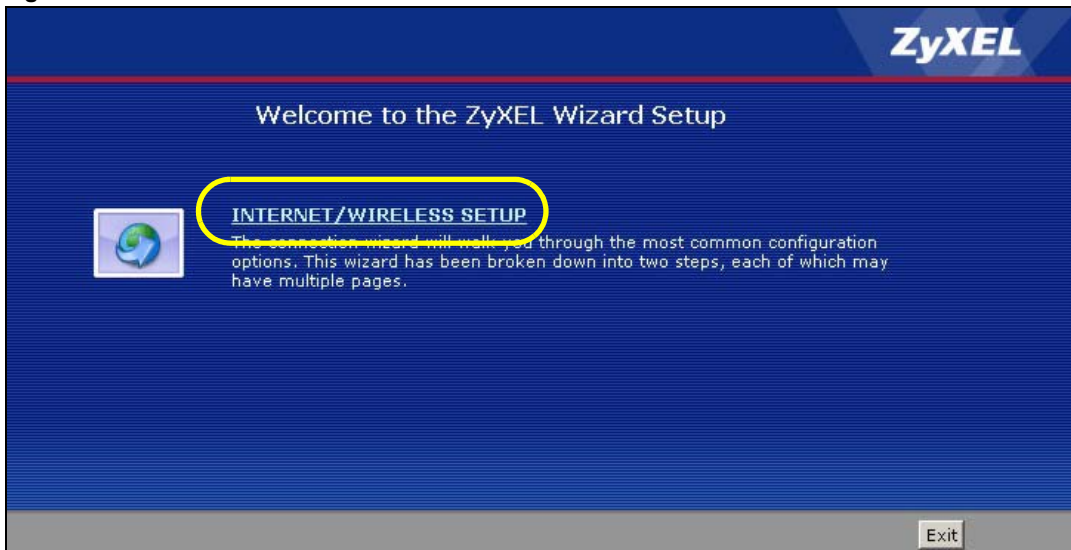 ZyXEL
Welcome to the ZyXEL Wizard Setup
INTERNET/WIRELESS SETUP
The connection wizard will walk you through the most common configuration
options. This wizard has been broken down into two steps, each of which may
have multiple pages.
Exit